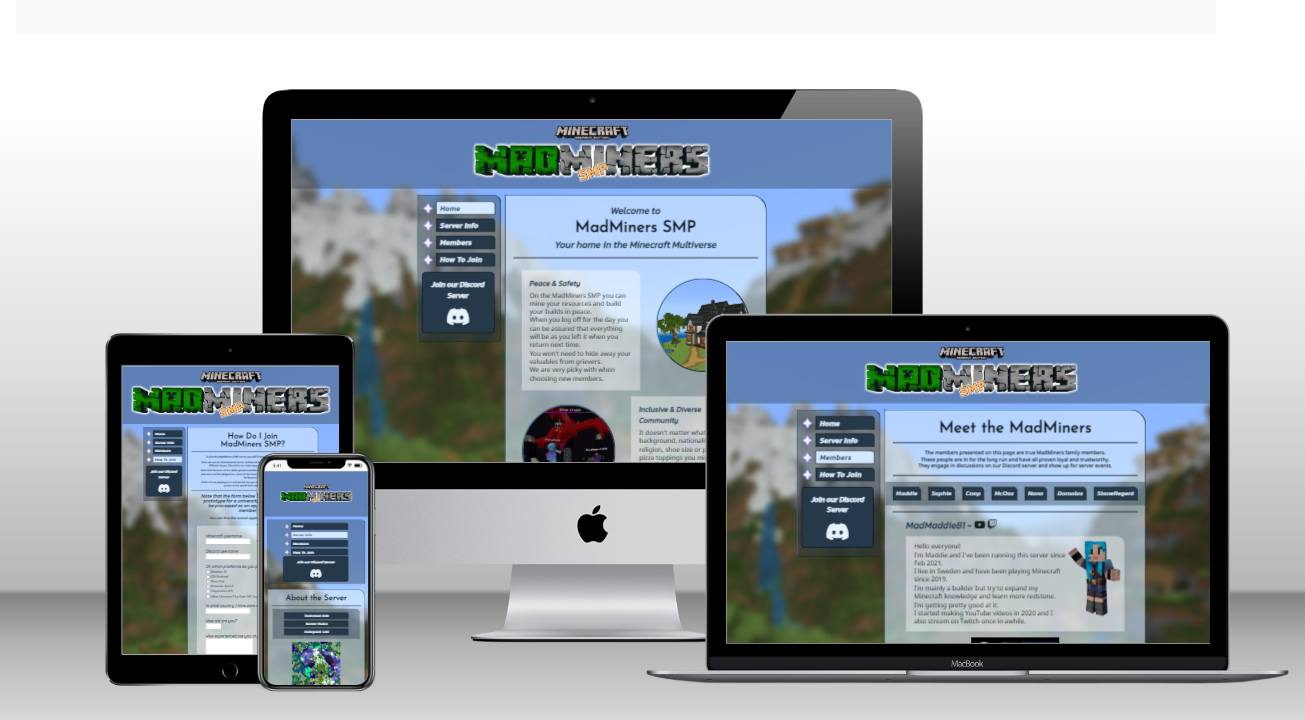 MINECRAFT
MADMINERS
SMP
Home
Server Info
Members
How To Join
Join our Discord
Server
Welcome to
MadMiners SMP
Your home in the Minecraft Multiverse
Peace & Safety
On the MadMiners SMP you can
mine your resources and build
your builds in peace.
When you log off for the day you
can be assured that everything
will be as you left it when you
return next time.
You won't need to hide away your
valuables from grievers.
We are very picky with when
choosing new members.
Inclusive & Diverse
Community
It doesn't matter what
background, nationali
religion, shoe size or p
pizza toppings you mi
MINECRAFT
MADMINERS
SMP
Home
Server Info
Members
How To Join
Join our Discord
Server
How Do I Join
MadMiners SMP?
Note that the form below
prototype for a universit
be processed as an ap
member
Minecraft username
Discord username
On which platforms do you p
In what country / time zone
How old are you?
How experienced are you at
MINECRAFT
MADMINERS
Home
Server Info
Members
How To Join
Join our Discord Server
About the Server
MINECRAFT
MADMINERS
SMP
Home
Server Info
Members
How To Join
Join our Discord
Server
Meet the MadMiners
The members presented on this page are true MadMiners family members.
These people are in for the long run and have all proven loyal and trustworthy.
They engage in discussions on our Discord server and show up for server events.
Maddie Sophie Coop McDaz Nana Domolas StoneRegent
MadMaddie81 -
Hello everyone!
I'm Maddie and I've been running this server since
Feb 2021.
I live in Sweden and have been playing Minecraft
since 2019.
I'm mainly a builder but try to expand my
Minecraft knowledge and learn more redstone.
I'm getting pretty good at it.
I started making YouTube videos in 2020 and I
also stream on Twitch once in awhile.
MacBook